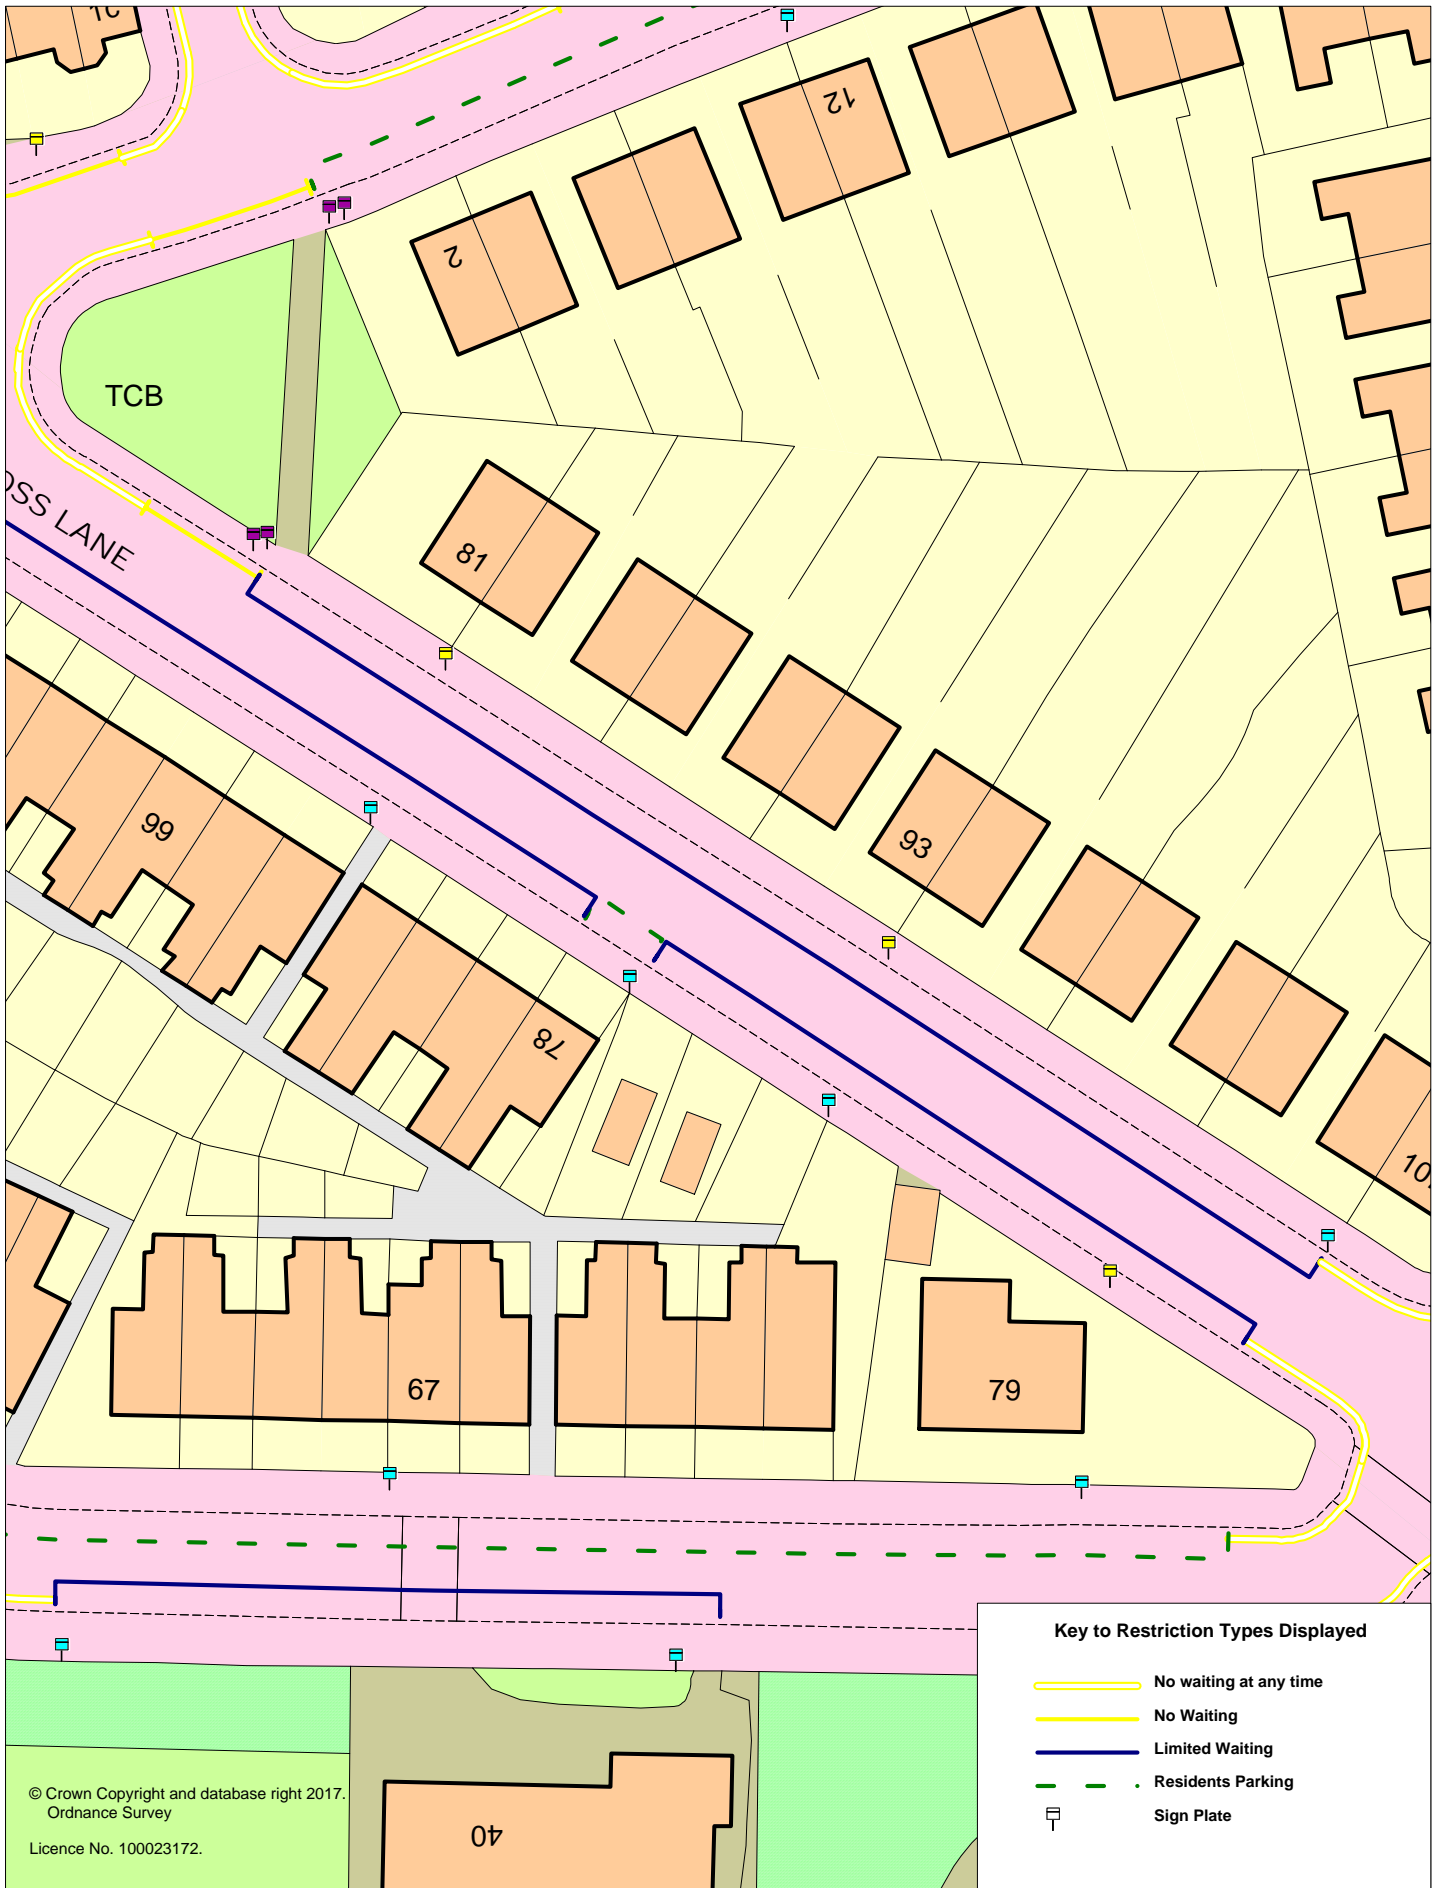 21
12
2
TCB
OSS LANE
81
99
93
78
10
67
79
Key to Restriction Types Displayed
No waiting at any time
No Waiting
Limited Waiting
Residents Parking
Sign Plate
© Crown Copyright and database right 2017.
Ordnance Survey
Licence No. 100023172.
40